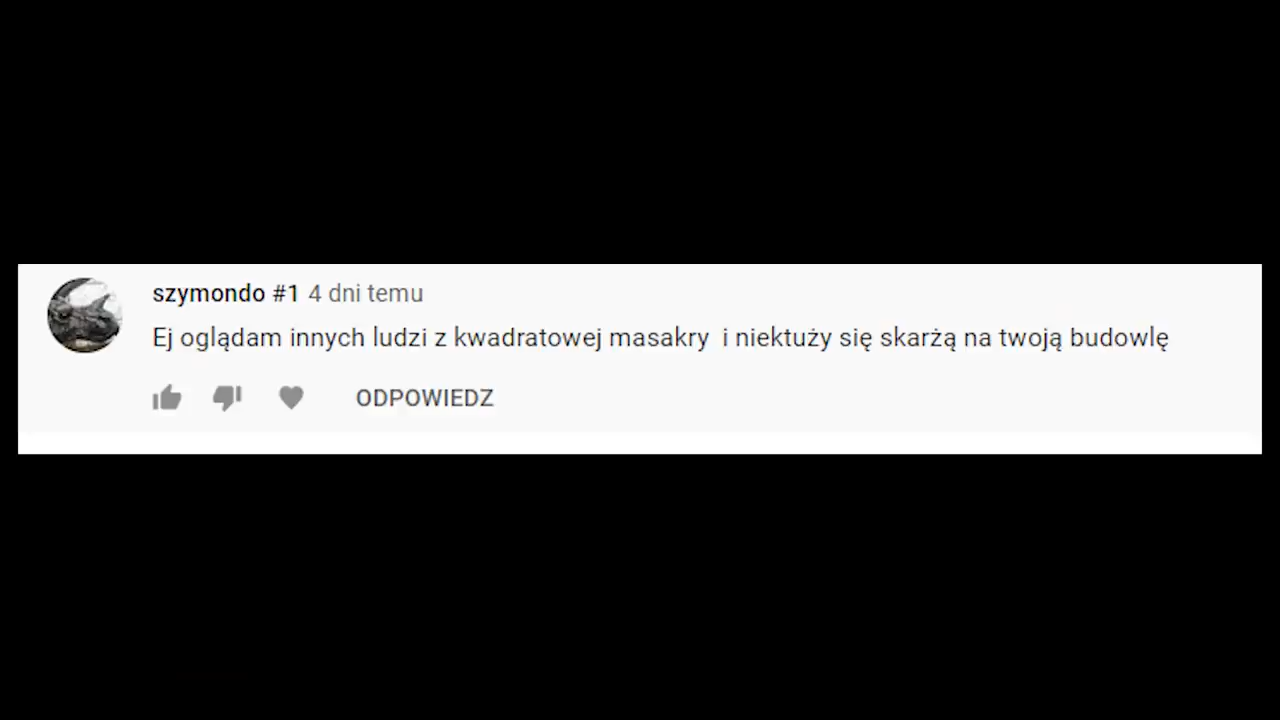 szymondo #1 4 dni temu
Ej oglądam innych ludzi z kwadratowej masakry  i niektuży się skarżą na twoją budowlę
ODPOWIEDZ